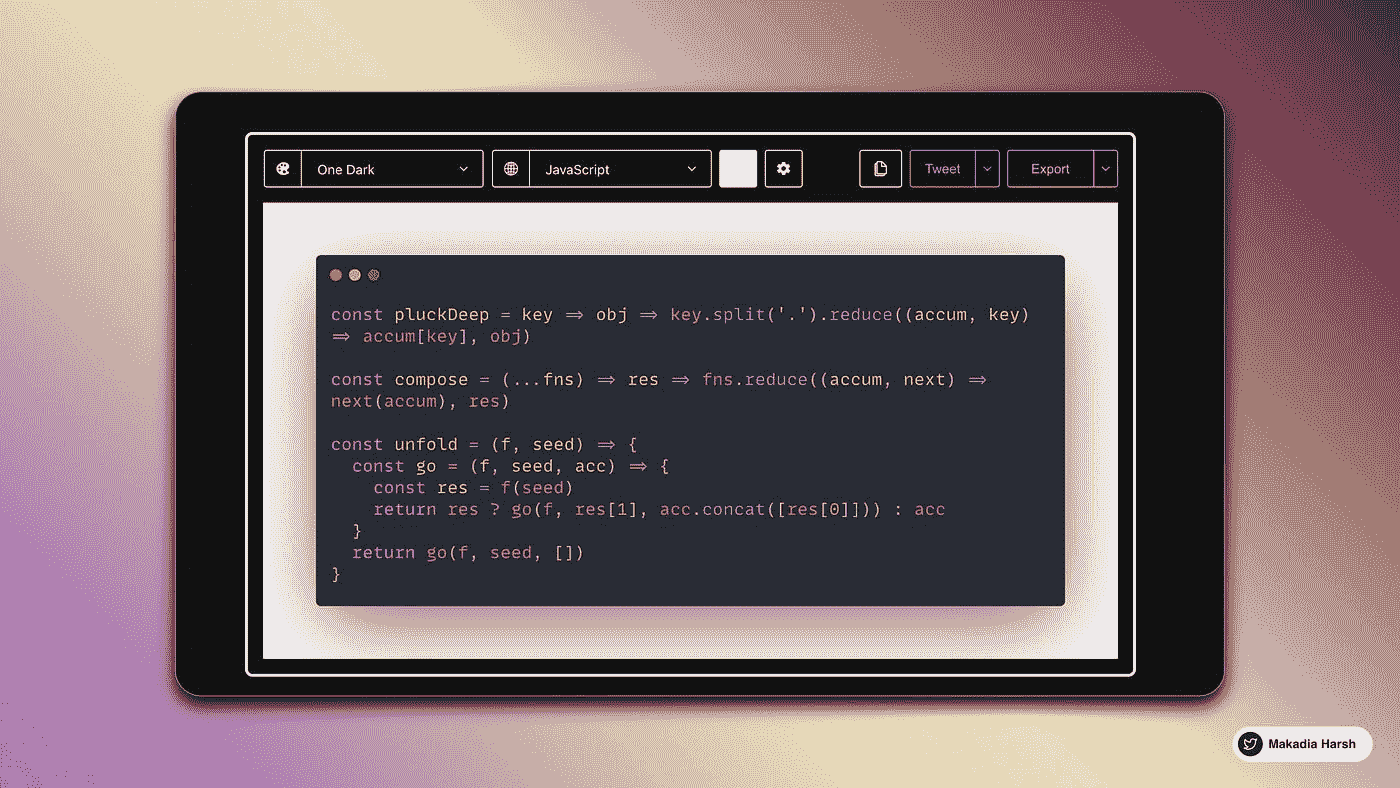 One Dark
JavaScript
Tweet
Export
const pluckDeep = key => obj => key.split('.').reduce((accum, key)
=> accum[key], obj)
const compose = (...fns) => res => fns.reduce((accum, next) =>
next(accum), res)
const unfold = (f, seed) => {
  const go = (f, seed, acc) => {
    const res = f(seed)
    return res ? go(f, res[1], acc.concat([res[0]])) : acc
  }
  return go(f, seed, [])
}
Makadia Harsh